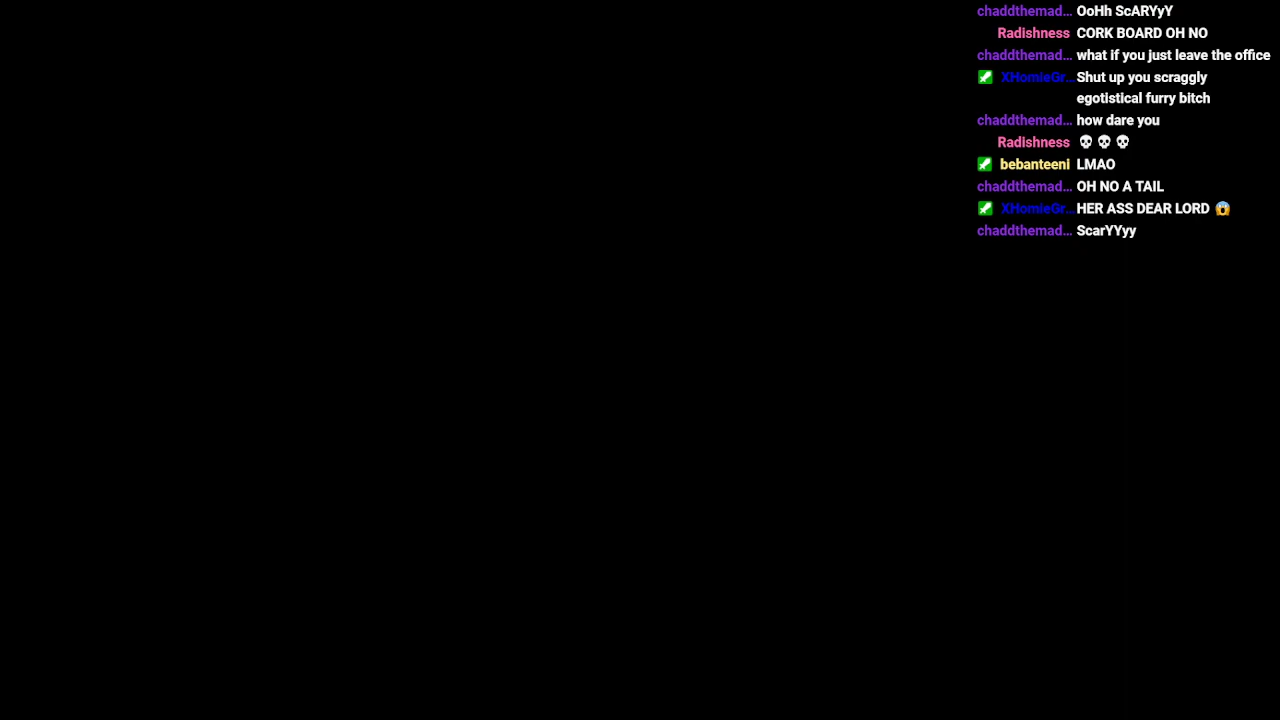 chaddthemad... OoHh ScARYyY
Radishness CORK BOARD OH NO
chaddthemad... what if you just leave the office
XHomieGr... Shut up you scraggly
egotistical furry bitch
chaddthemad... how dare you
Radishness 💀 💀 💀
bebanteeni LMAO
chaddthemad... OH NO A TAIL
XHomieGr... HER ASS DEAR LORD 😱
chaddthemad... ScarYYyy